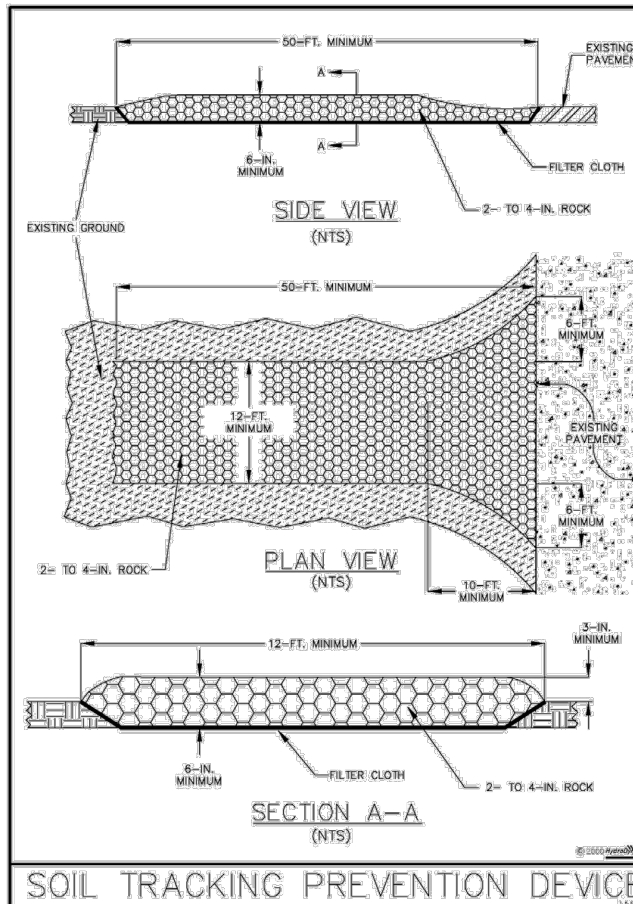 50-FT. MINIMUM
EXISTING
PAVEMENT
A
A
6-IN.
MINIMUM
FILTER CLOTH
2- TO 4-IN. ROCK
SIDE VIEW
(NTS)
EXISTING GROUND
50-FT. MINIMUM
6-FT.
MINIMUM
12-FT.
MINIMUM
EXISTING
PAVEMENT
6-FT.
MINIMUM
2- TO 4-IN. ROCK
PLAN VIEW
(NTS)
10-FT.
MINIMUM
3-IN.
MINIMUM
12-FT. MINIMUM
6-IN.
MINIMUM
FILTER CLOTH
2- TO 4-IN. ROCK
SECTION A-A
(NTS)
© 2000
SOIL TRACKING PREVENTION DEVICE